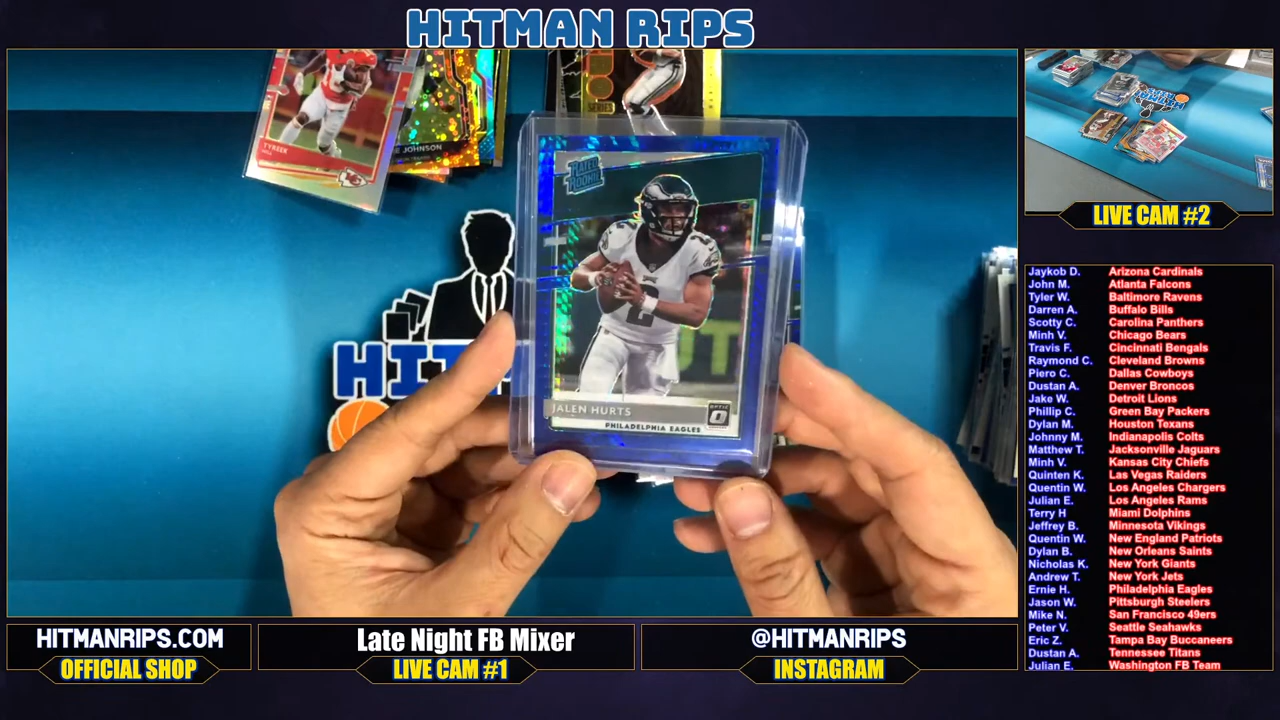 HITMAN RIPS
TYREEK
HILL
JOHNSON
SERIES
RATED
ROOKIE
2
JALEN HURTS
OPTIC
PHILADELPHIA EAGLES
HIT
LIVE CAM #2
Jaykob D. Arizona Cardinals
John M. Atlanta Falcons
Tyler W. Baltimore Ravens
Darren A. Buffalo Bills
Scotty C. Carolina Panthers
Minh V. Chicago Bears
Travis F. Cincinnati Bengals
Raymond C. Cleveland Browns
Piero C. Dallas Cowboys
Dustan A. Denver Broncos
Jake W. Detroit Lions
Phillip C. Green Bay Packers
Dylan M. Houston Texans
Johnny M. Indianapolis Colts
Matthew T. Jacksonville Jaguars
Minh V. Kansas City Chiefs
Quinten K. Las Vegas Raiders
Quentin W. Los Angeles Chargers
Julian E. Los Angeles Rams
Terry H Miami Dolphins
Jeffrey B. Minnesota Vikings
Quentin W. New England Patriots
Dylan B. New Orleans Saints
Nicholas K. New York Giants
Andrew T. New York Jets
Ernie H. Philadelphia Eagles
Jason W. Pittsburgh Steelers
Mike N. San Francisco 49ers
Peter V. Seattle Seahawks
Eric Z. Tampa Bay Buccaneers
Dustan A. Tennessee Titans
Julian E. Washington FB Team
HITMANRIPS.COM
OFFICIAL SHOP
Late Night FB Mixer
LIVE CAM #1
@HITMANRIPS
INSTAGRAM